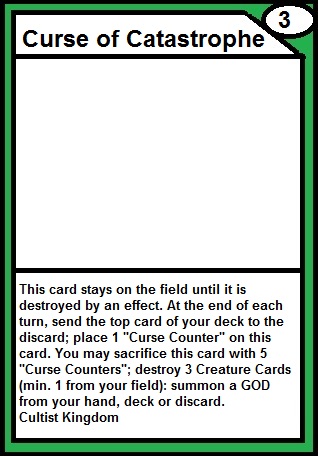 Curse of Catastrophe
3
This card stays on the field until it is
destroyed by an effect. At the end of each
turn, send the top card of your deck to the
discard; place 1 "Curse Counter" on this
card. You may sacrifice this card with 5
"Curse Counters"; destroy 3 Creature Cards
(min. 1 from your field): summon a GOD
from your hand, deck or discard.
Cultist Kingdom